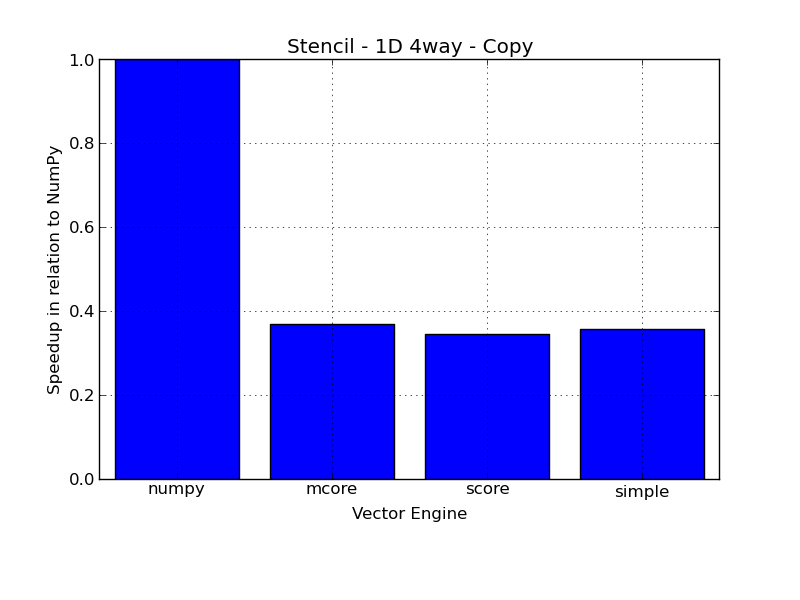 Stencil - 1D 4way - Copy
Speedup in relation to NumPy
1.0
0.8
0.6
0.4
0.2
0.0
numpy mcore score simple
Vector Engine